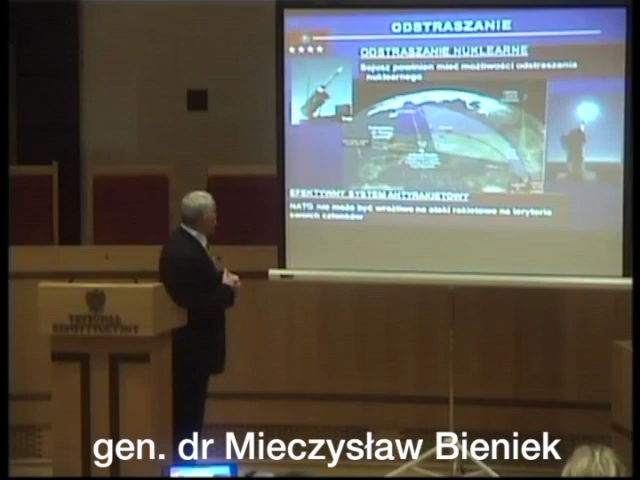 ODSTRASZANIE
ODSTRASZANIE NUKLEARNE
Sojusz powinien mieć możliwości odstraszania
nuklearnego
EFEKTYWNY SYSTEM ANTYRAKIETOWY
NATO nie może być wrażliwe na ataki rakietowe na terytoria
swoich członków
TRYBUNAŁ
KONSTYTUCYJNY
gen. dr Mieczysław Bieniek